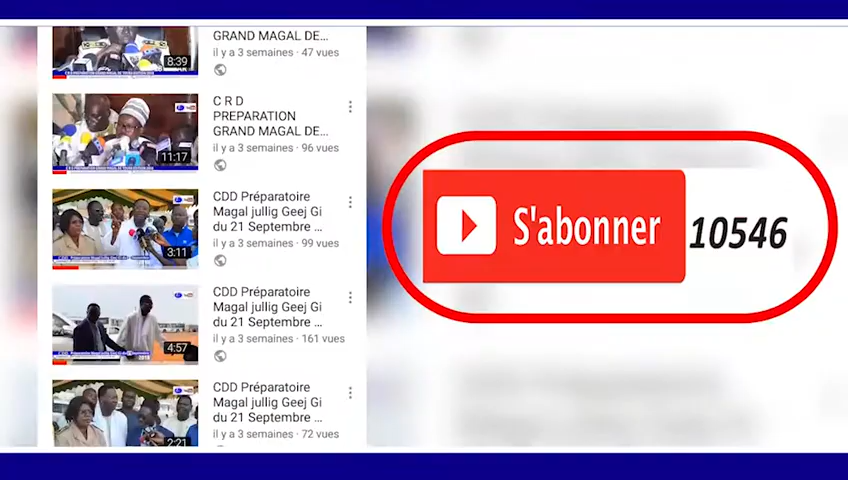 GRAND MAGAL DE...
il y a 3 semaines · 47 vues
8:39
C R D
PREPARATION
GRAND MAGAL DE...
il y a 3 semaines · 96 vues
11:17
CDD Préparatoire
Magal jullig Geej Gi
du 21 Septembre ...
il y a 3 semaines · 99 vues
3:11
CDD Préparatoire
Magal jullig Geej Gi
du 21 Septembre ...
il y a 3 semaines · 161 vues
4:57
CDD Préparatoire
Magal jullig Geej Gi
du 21 Septembre ...
il y a 3 semaines · 72 vues
2:21
S'abonner 10546